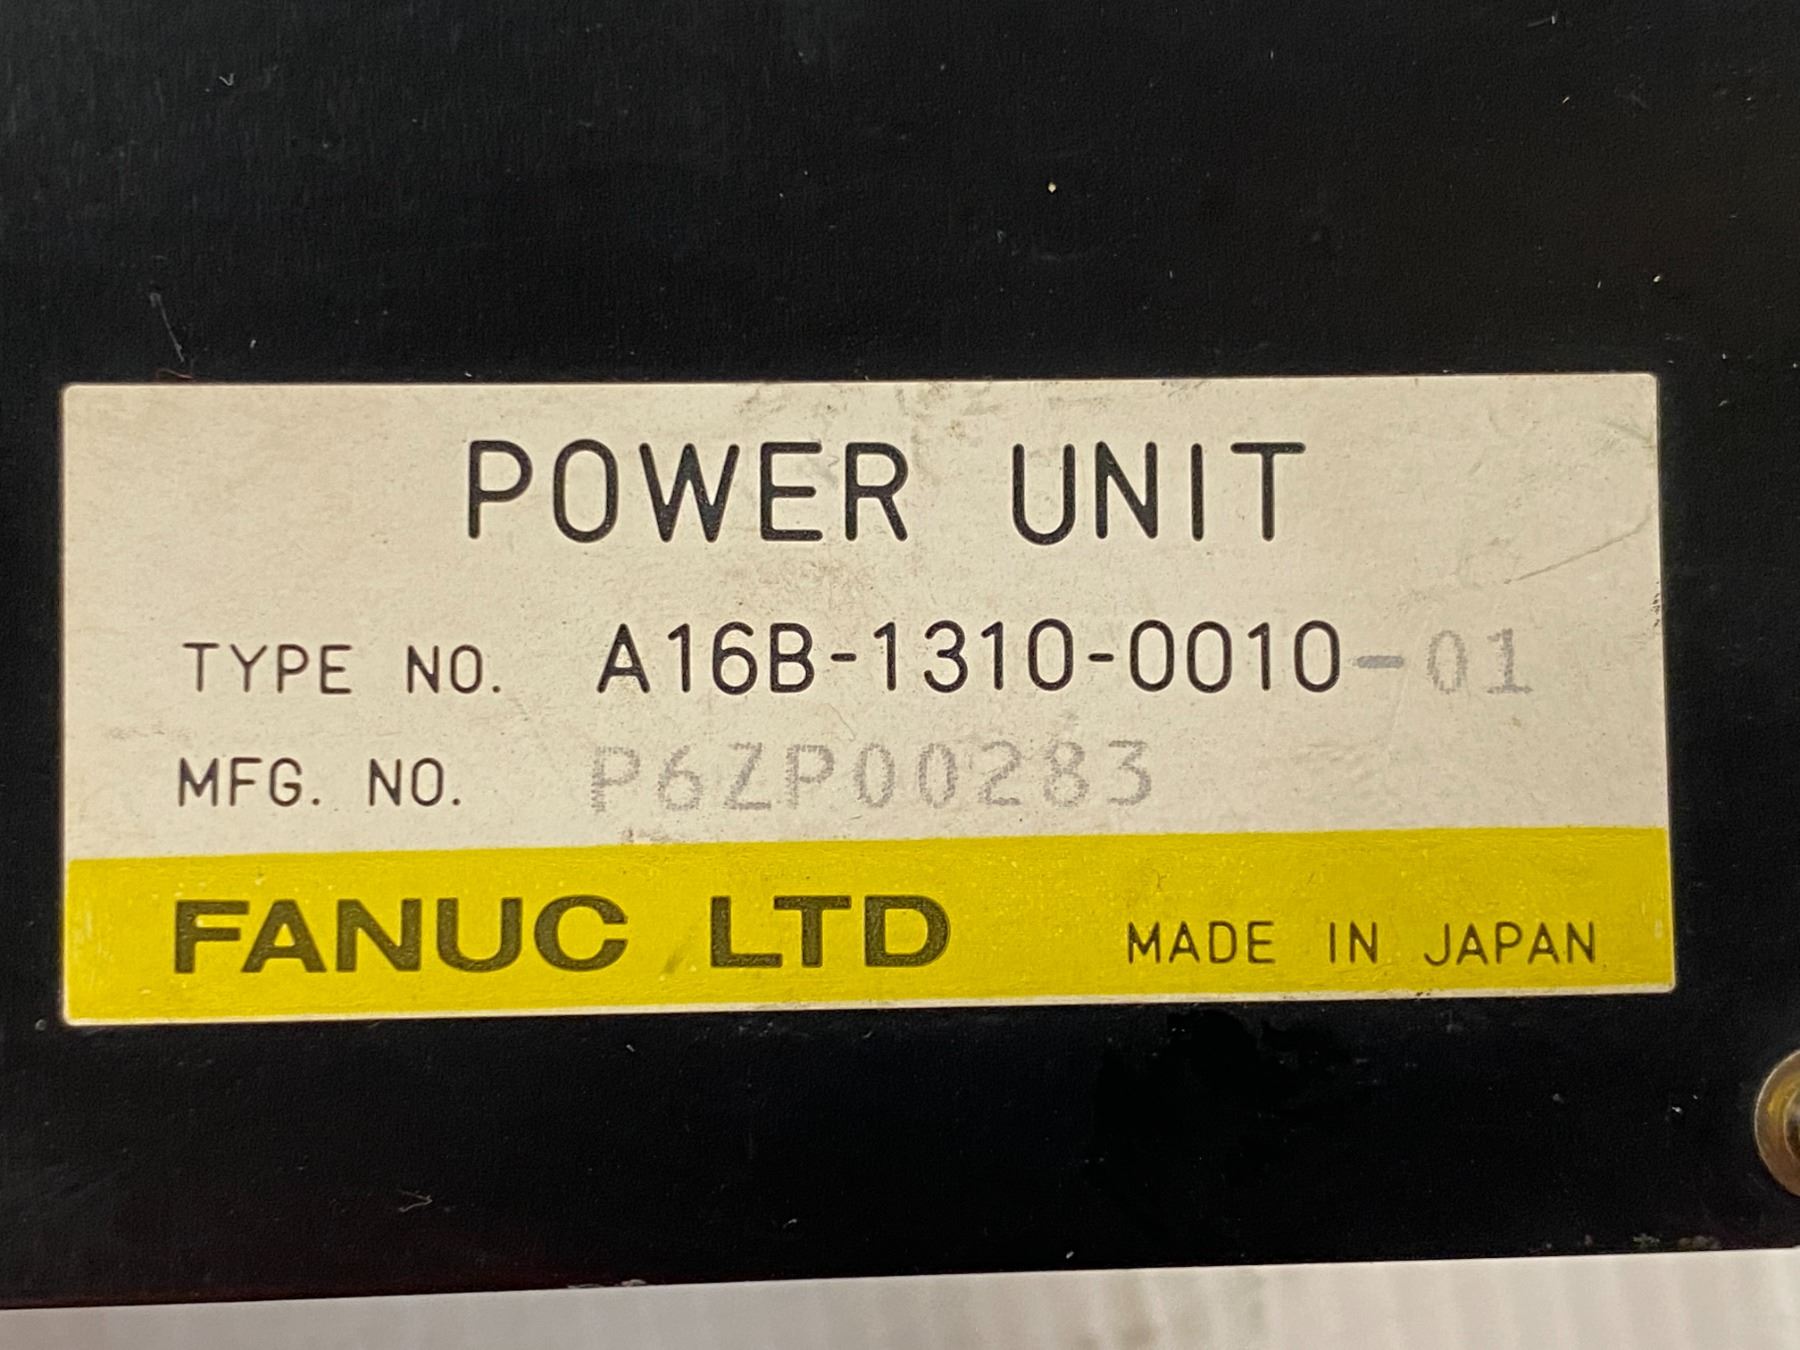 POWER UNIT
TYPE NO. A16B-1310-0010-01
MFG. NO. P6ZP00283
FANUC LTD MADE IN JAPAN